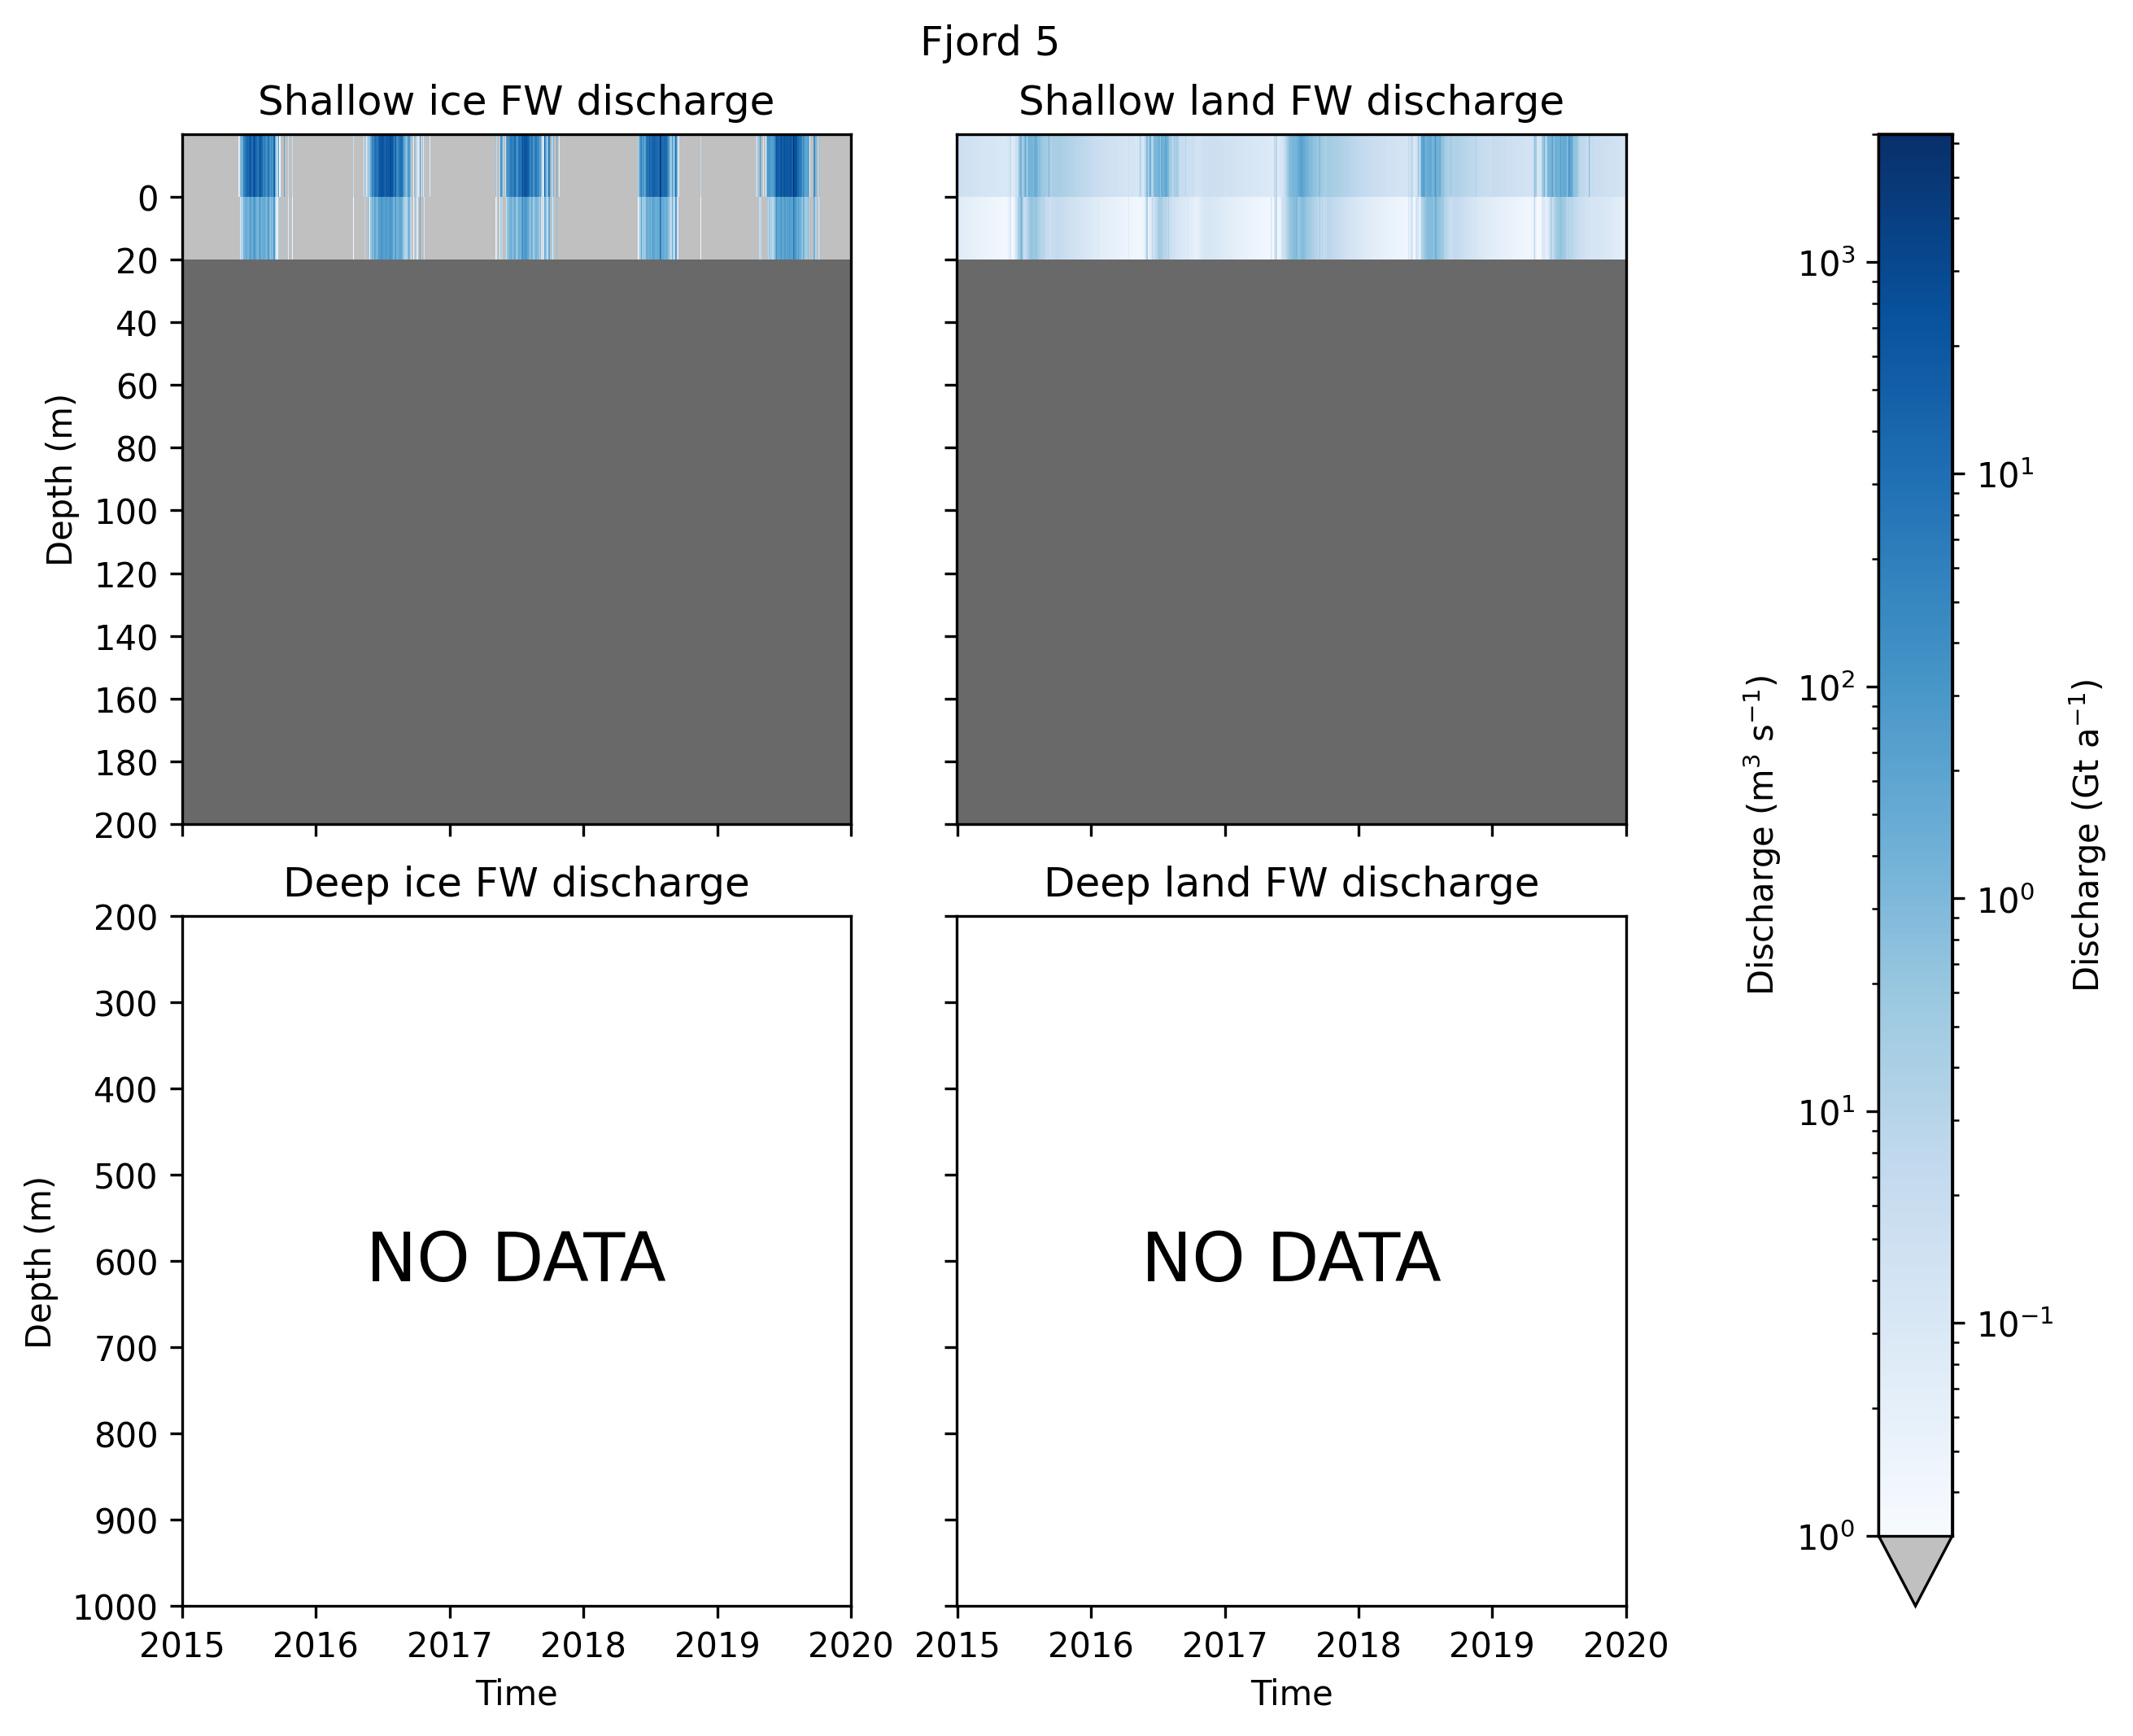 Fjord 5
Shallow ice FW discharge
Shallow land FW discharge
0
20
40
60
80
100
120
140
160
180
200
Depth (m)
Deep ice FW discharge
Deep land FW discharge
200
300
400
500
600
700
800
900
1000
Depth (m)
NO DATA
NO DATA
2015 2016 2017 2018 2019 2020
2015 2016 2017 2018 2019 2020
Time
Time
10³
10²
10¹
10⁰
Discharge (m³ s⁻¹)
10¹
10⁰
10⁻¹
Discharge (Gt a⁻¹)